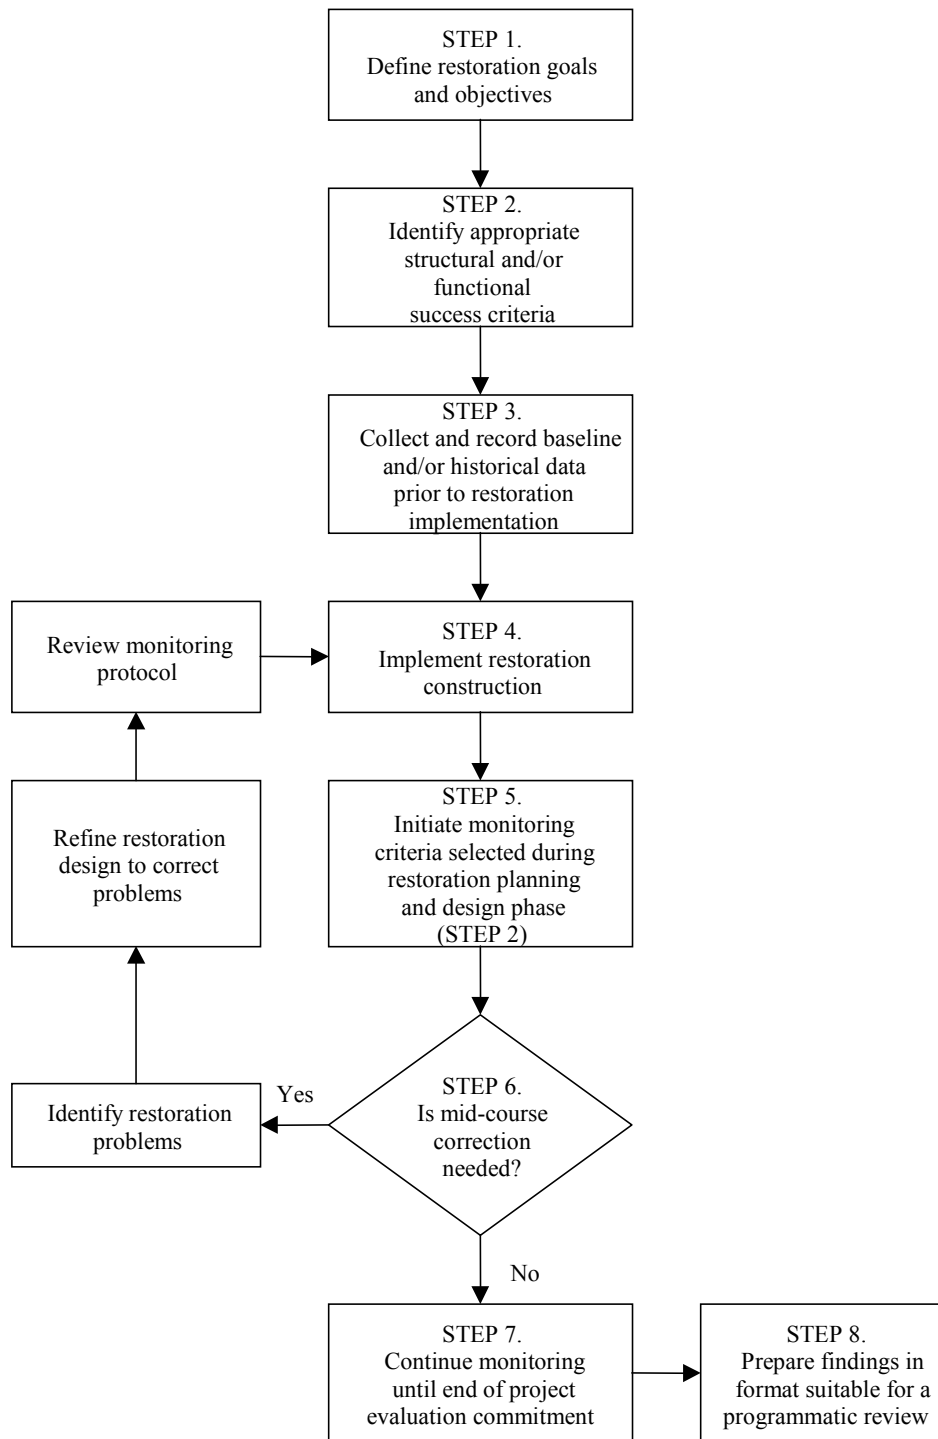 STEP 1.
Define restoration goals
and objectives
STEP 2.
Identify appropriate
structural and/or
functional
success criteria
STEP 3.
Collect and record baseline
and/or historical data
prior to restoration
implementation
Review monitoring
protocol
STEP 4.
Implement restoration
construction
Refine restoration
design to correct
problems
STEP 5.
Initiate monitoring
criteria selected during
restoration planning
and design phase
(STEP 2)
Identify restoration
problems
Yes
STEP 6.
Is mid-course
correction
needed?
No
STEP 7.
Continue monitoring
until end of project
evaluation commitment
STEP 8.
Prepare findings in
format suitable for a
programmatic review